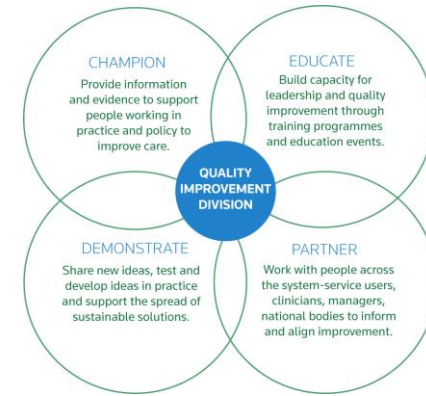 CHAMPION
Provide information
and evidence to support
people working in
practice and policy to
improve care.
EDUCATE
Build capacity for
leadership and quality
improvement through
training programmes
and education events.
QUALITY
IMPROVEMENT
DIVISION
DEMONSTRATE
Share new ideas, test and
develop ideas in practice
and support the spread of
sustainable solutions.
PARTNER
Work with people across
the system-service users,
clinicians, managers,
national bodies to inform
and align improvement.